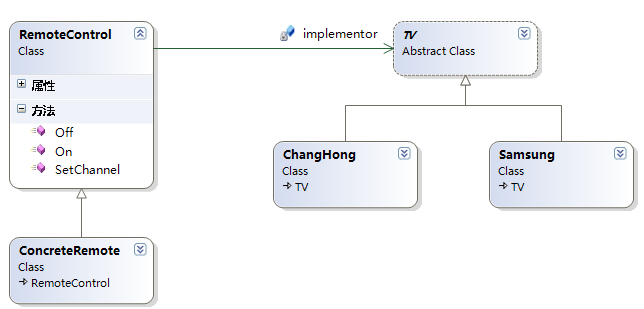 RemoteControl
Class
属性
方法
Off
On
SetChannel
implementor
TV
Abstract Class
ChangHong
Class
TV
Samsung
Class
TV
ConcreteRemote
Class
RemoteControl